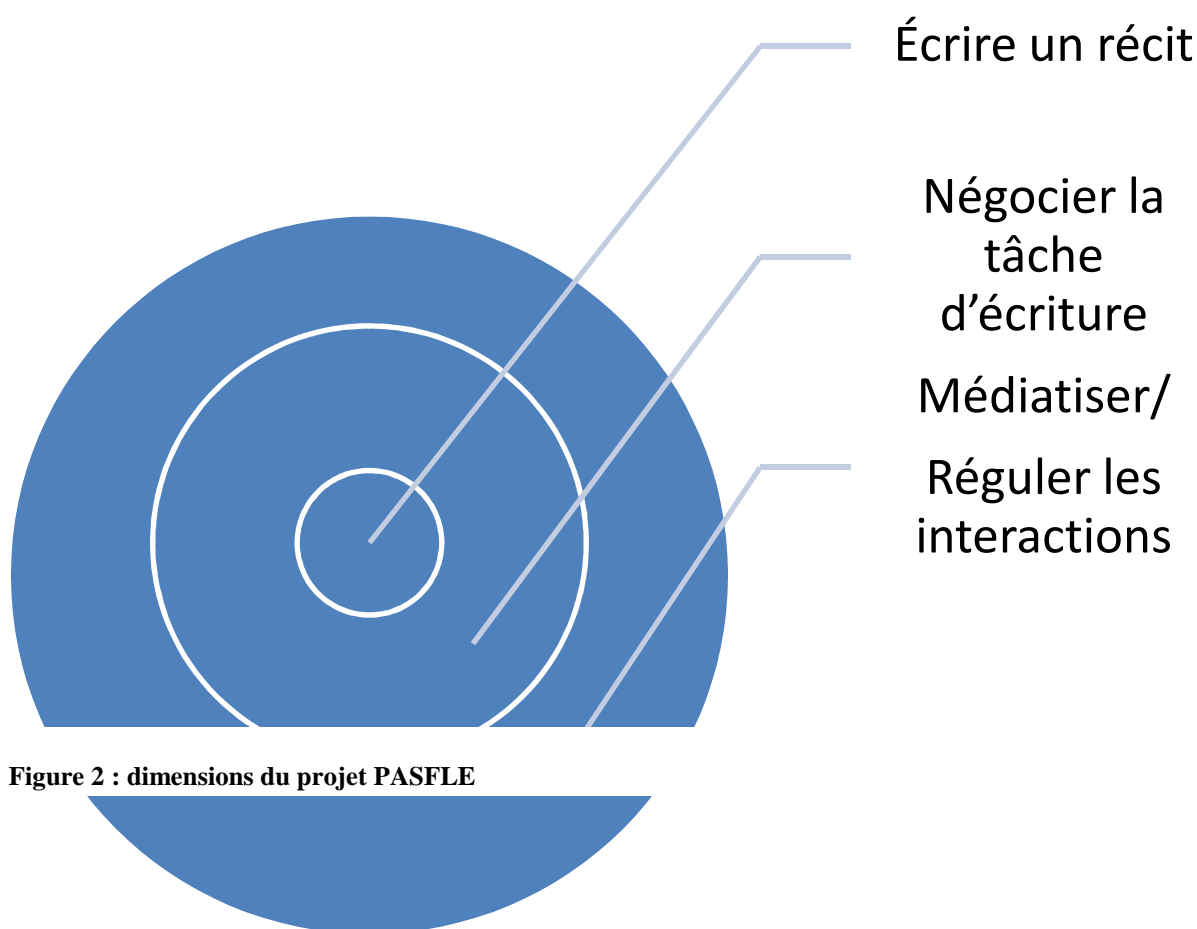 Écrire un récit
Négocier la
tâche
d’écriture
Médiatiser/
Réguler les
interactions
Figure 2 : dimensions du projet PASFLE